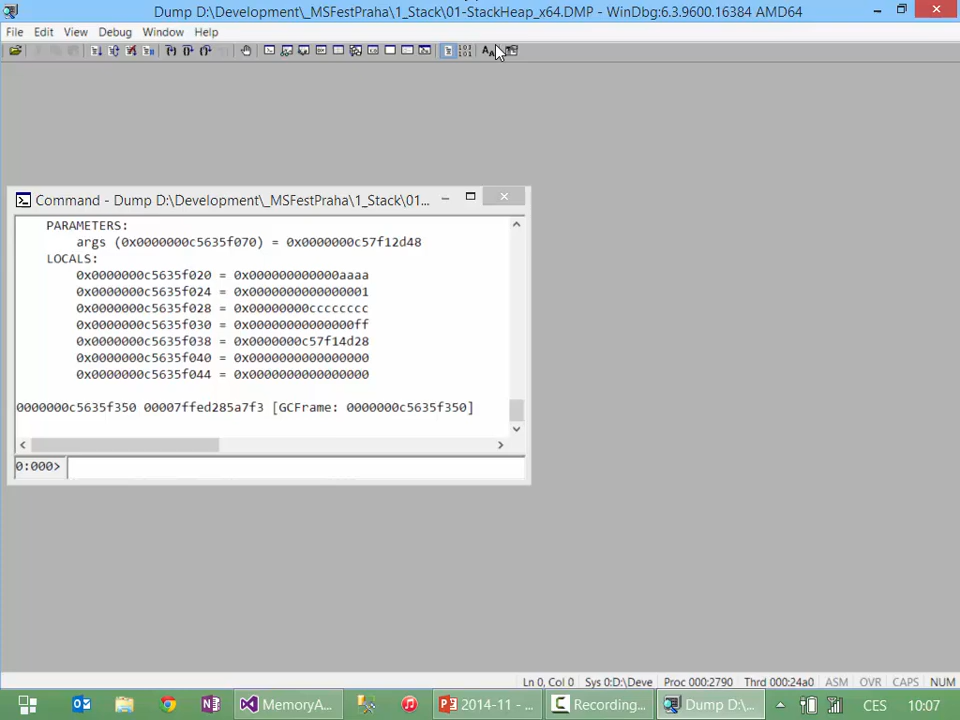 Dump D:\Development\_MSFestPraha\1_Stack\01-StackHeap_x64.DMP - WinDbg:6.3.9600.16384 AMD64
File Edit View Debug Window Help
Command - Dump D:\Development\_MSFestPraha\1_Stack\01...
PARAMETERS:
args (0x0000000c5635f070) = 0x0000000c57f12d48
LOCALS:
0x0000000c5635f020 = 0x000000000000aaaa
0x0000000c5635f024 = 0x0000000000000001
0x0000000c5635f028 = 0x00000000cccccccc
0x0000000c5635f030 = 0x00000000000000ff
0x0000000c5635f038 = 0x0000000c57f14d28
0x0000000c5635f040 = 0x0000000000000000
0x0000000c5635f044 = 0x0000000000000000
0000000c5635f350 00007ffed285a7f3 [GCFrame: 0000000c5635f350]
0:000>
Ln 0, Col 0 Sys 0:D:\Deve Proc 000:2790 Thrd 000:24a0 ASM OVR CAPS NUM
MemoryA... 2014-11 - ... Recording... Dump D:\... CES 10:07